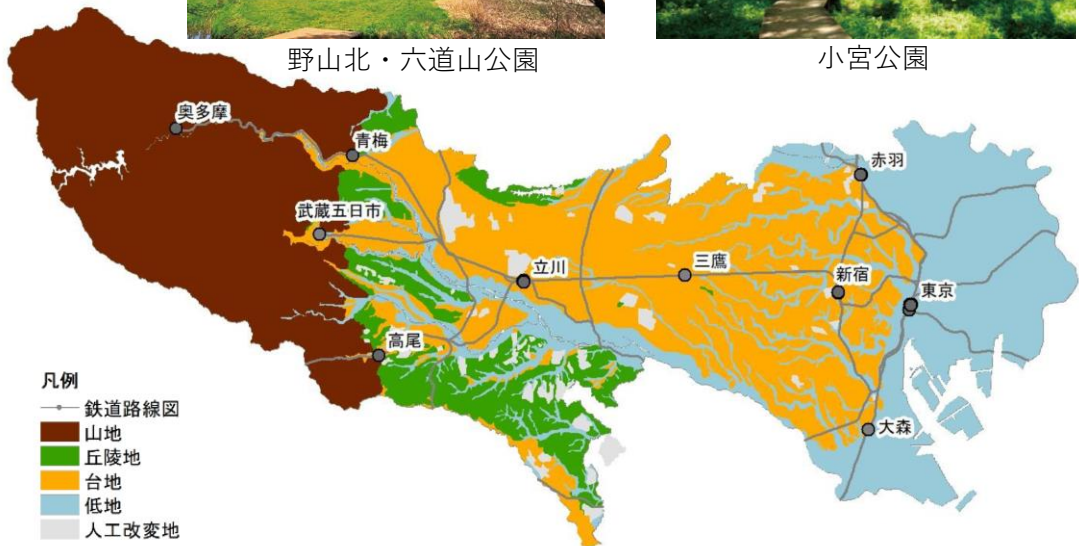 野山北・六道山公園
小宮公園
奥多摩
青梅
赤羽
武蔵五日市
立川
三鷹
新宿
東京
高尾
大森
凡例
鉄道路線図
山地
丘陵地
台地
低地
人工改変地